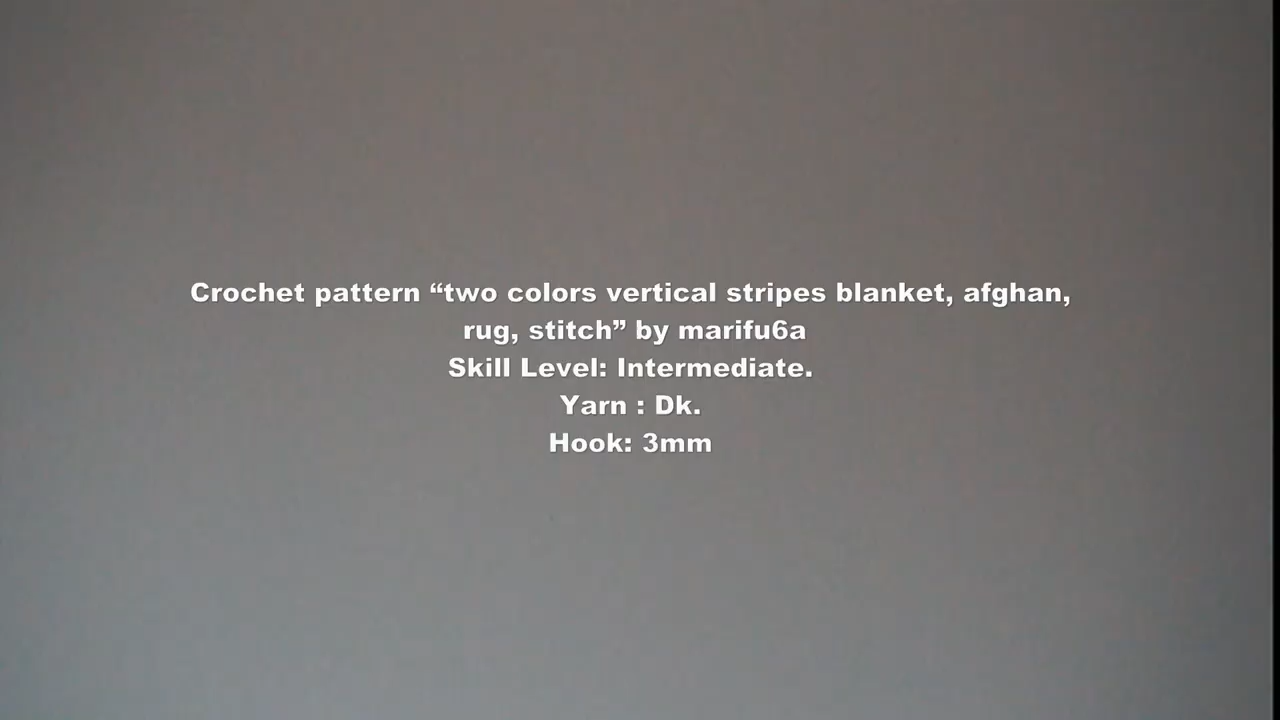 Crochet pattern “two colors vertical stripes blanket, afghan,
rug, stitch” by marifu6a
Skill Level: Intermediate.
Yarn : Dk.
Hook: 3mm